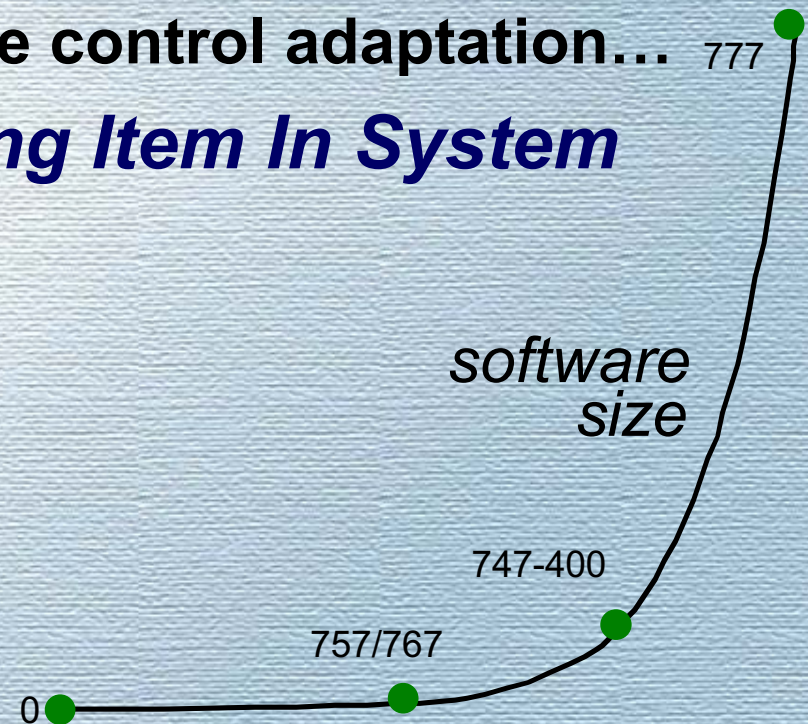 e control adaptation…
777
ng Item In System
software
size
747-400
757/767
0